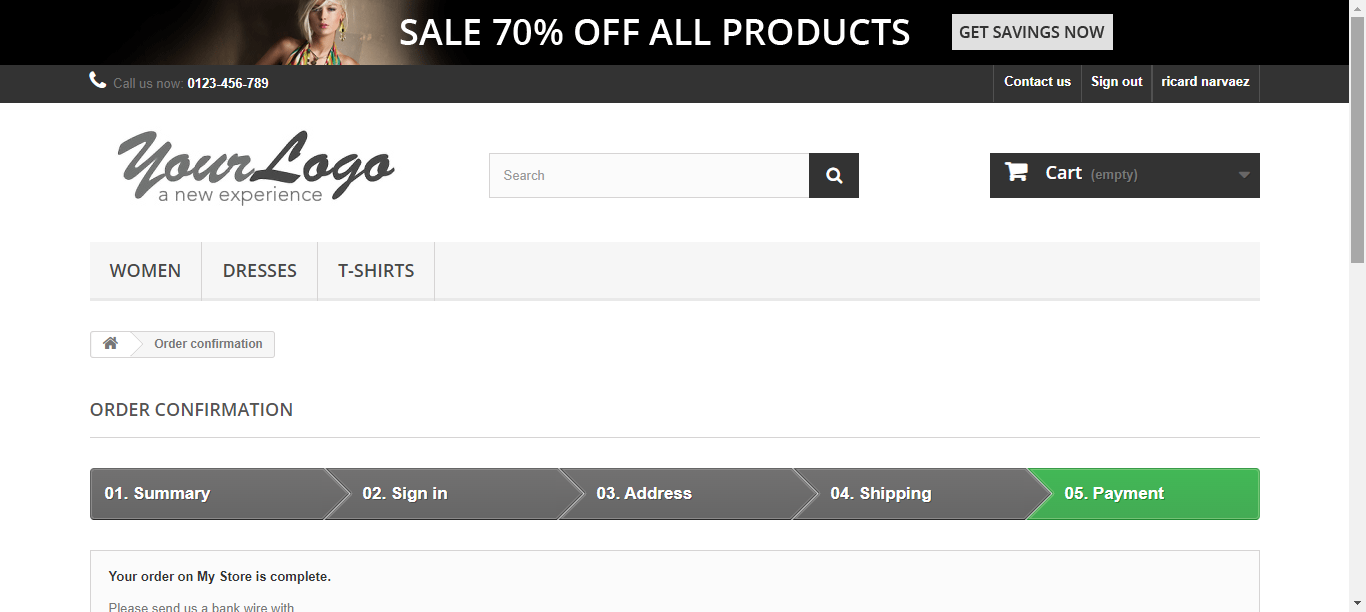 SALE 70% OFF ALL PRODUCTS GET SAVINGS NOW
Call us now: 0123-456-789 Contact us Sign out ricard narvaez
Your Logo
a new experience
Search
Cart (empty)
WOMEN DRESSES T-SHIRTS
Order confirmation
ORDER CONFIRMATION
01. Summary 02. Sign in 03. Address 04. Shipping 05. Payment
Your order on My Store is complete.
Please send us a bank wire with